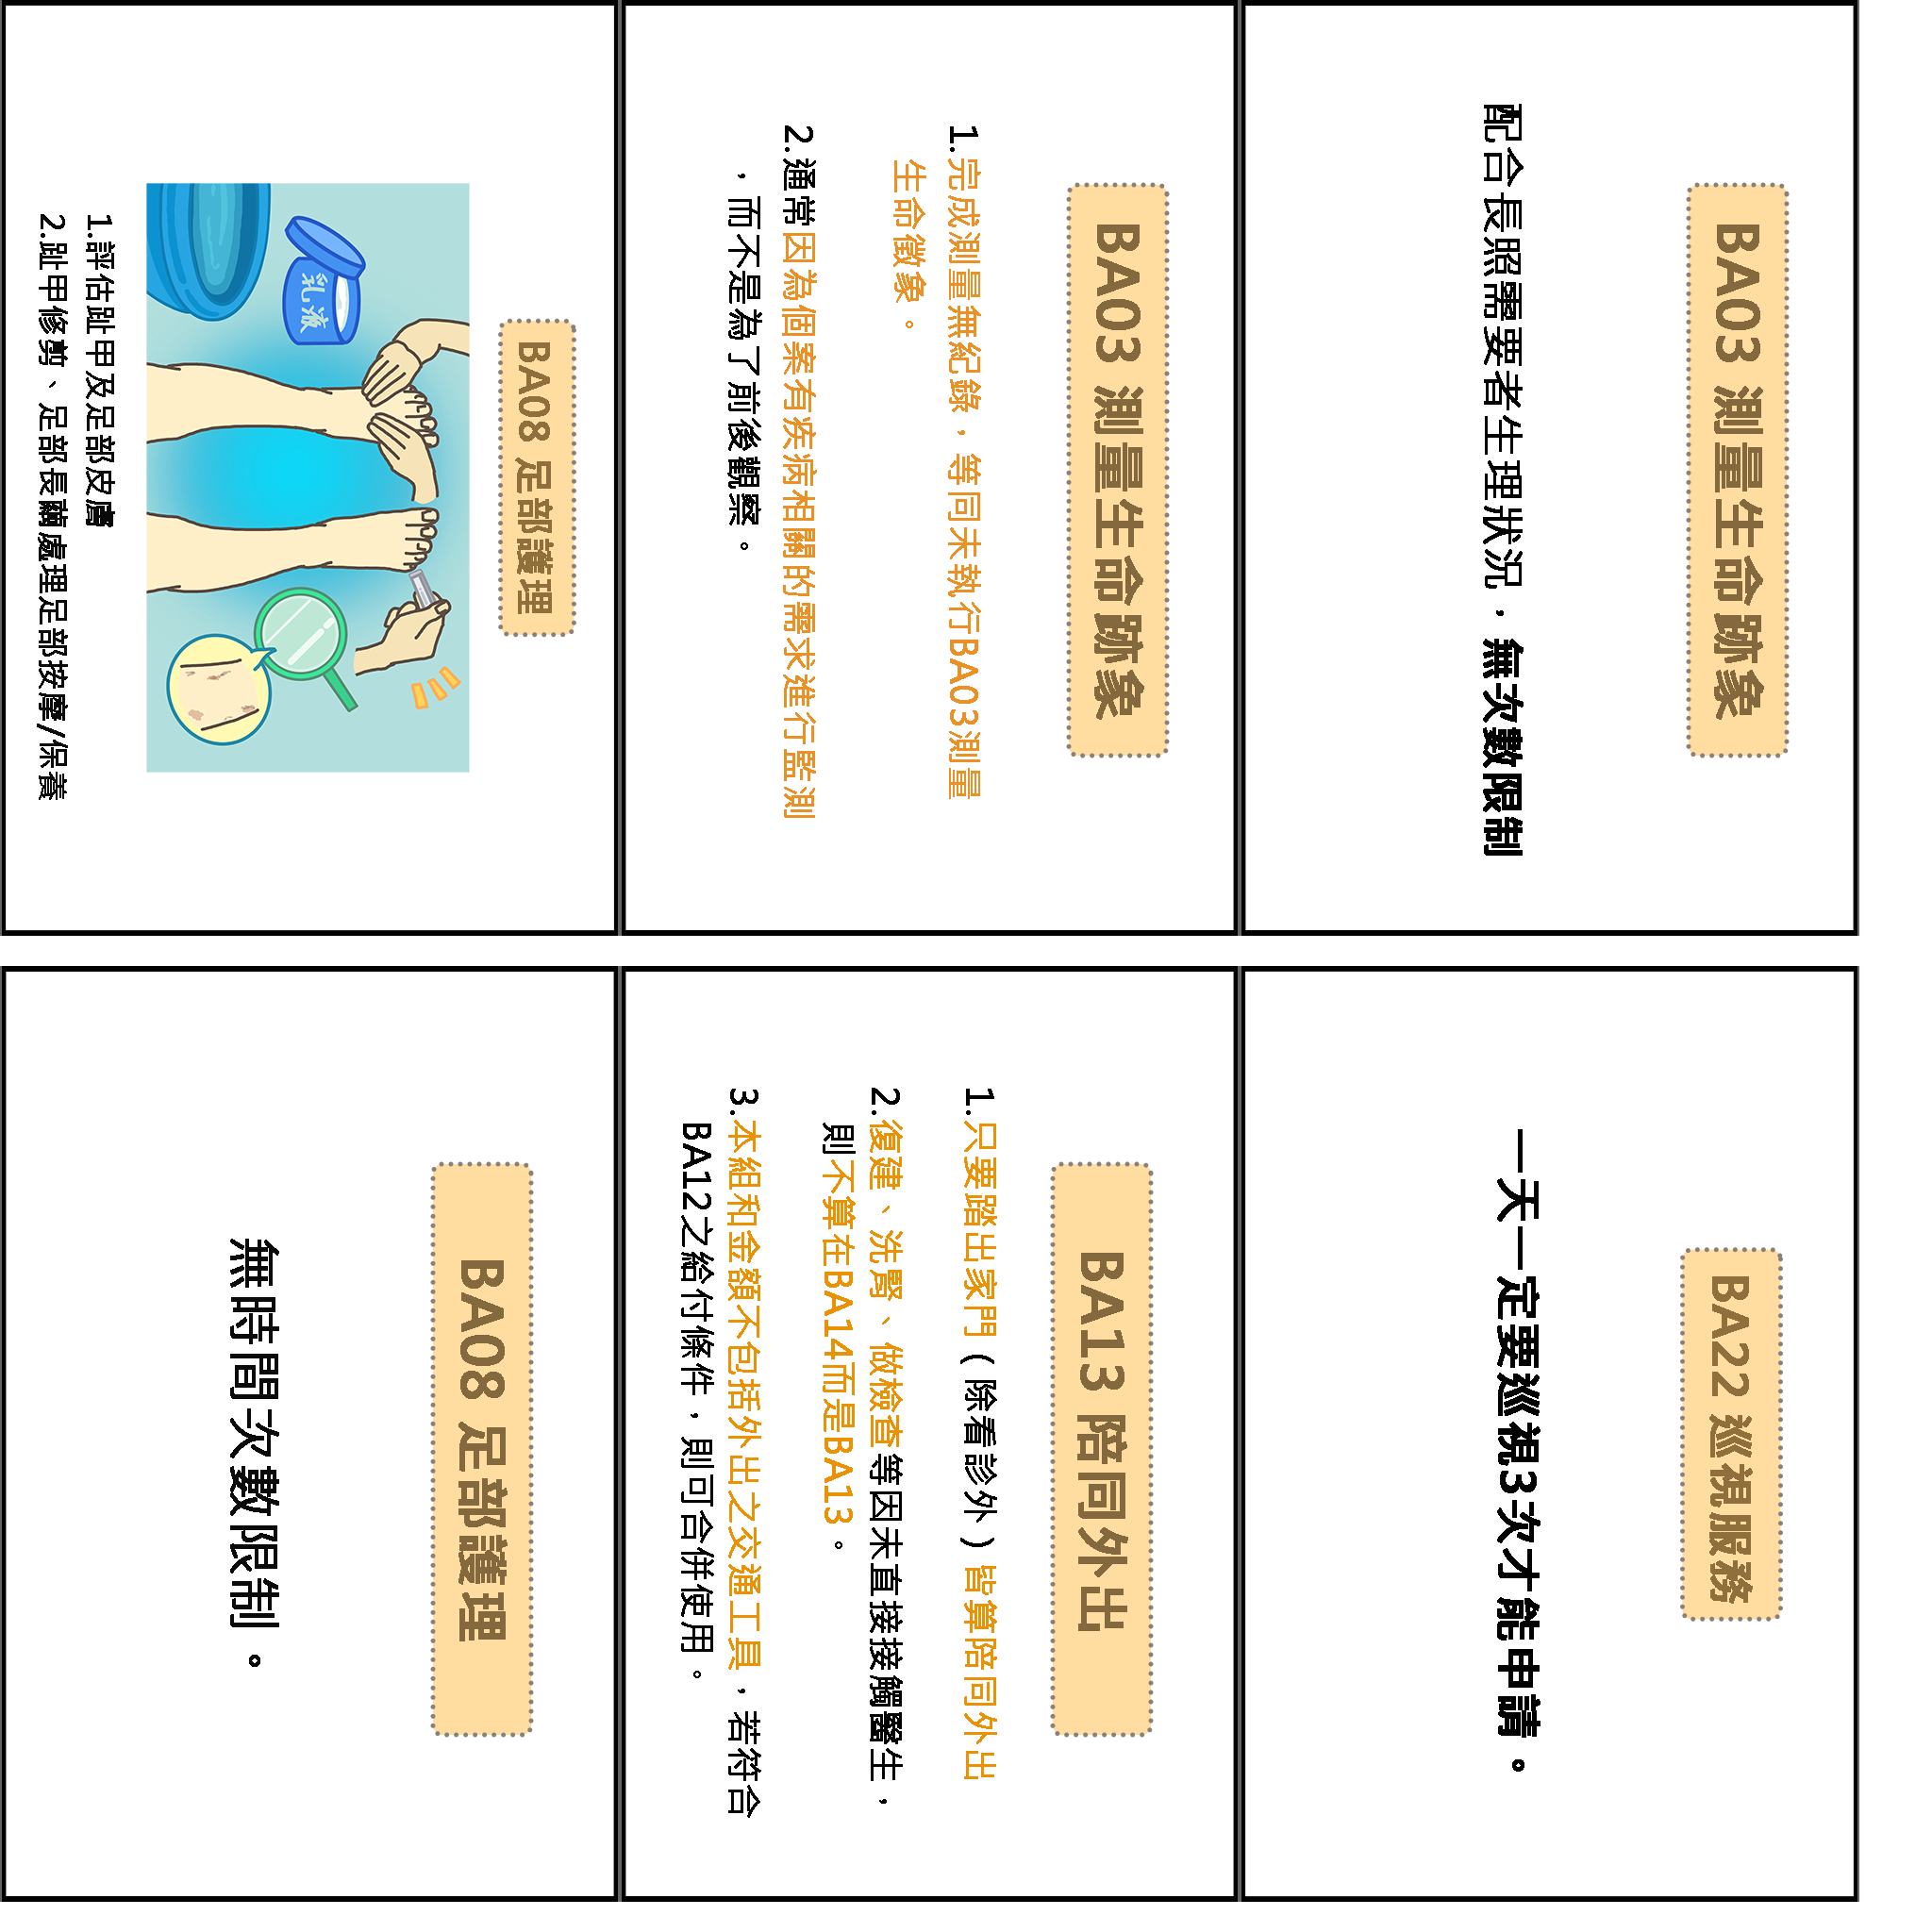 BA03 測量生命跡象
配合長照需要者生理狀況，無次數限制
BA22 巡視服務
一天一定要巡視3次才能申請。
BA03 測量生命跡象
1.完成測量無紀錄，等同未執行BA03測量
生命徵象。
2.通常因為個案有疾病相關的需求進行監測
，而不是為了前後觀察。
BA13 陪同外出
1.只要踏出家門(除看診外)皆算陪同外出
2.復建、洗腎、做檢查等因未直接接觸醫生，
則不算在BA14而是BA13。
3.本組和金額不包括外出之交通工具，若符合
BA12之給付條件，則可合併使用。
BA08 足部護理
乳液
1.評估趾甲及足部皮膚
2.趾甲修剪、足部長繭處理足部按摩/保養
BA08 足部護理
無時間次數限制。